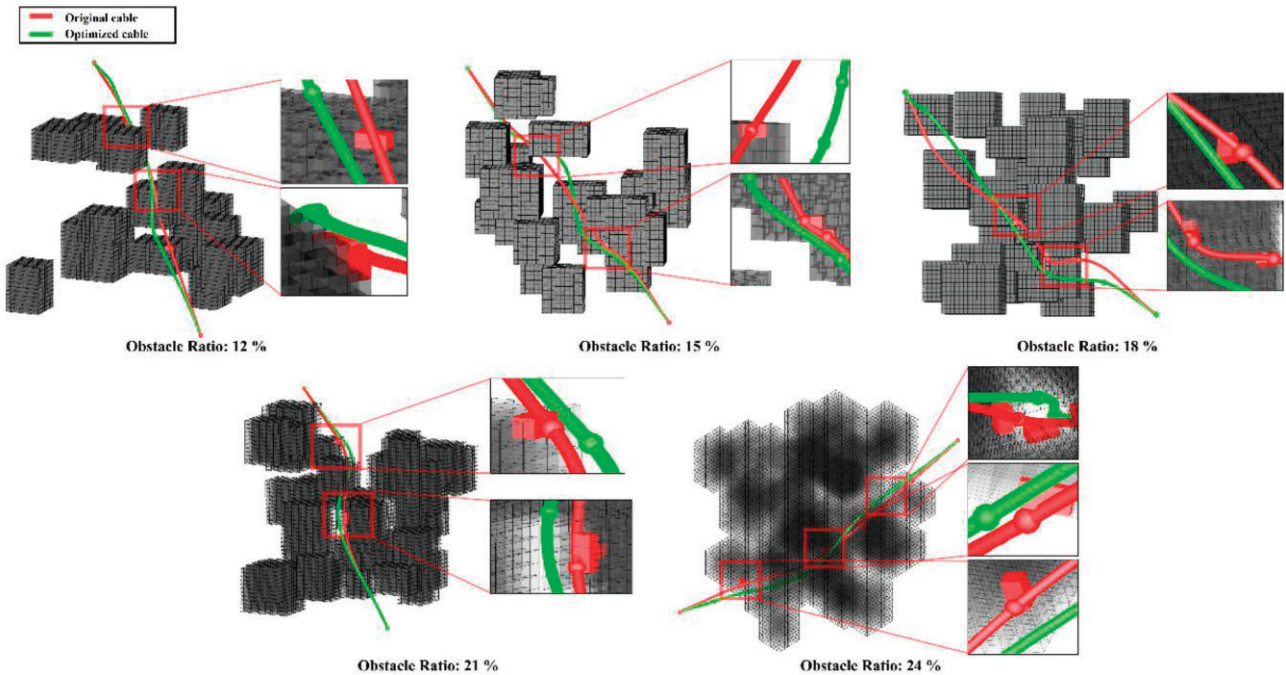 Original cable
Optimized cable
Obstacle Ratio: 12 %
Obstacle Ratio: 15 %
Obstacle Ratio: 18 %
Obstacle Ratio: 21 %
Obstacle Ratio: 24 %